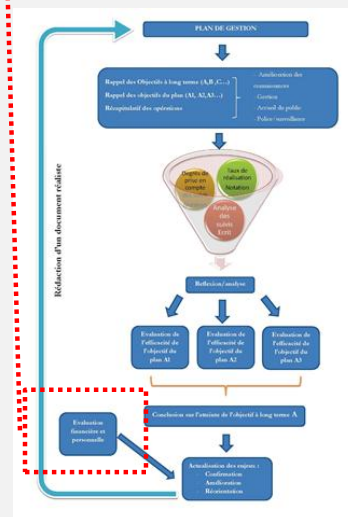 PLAN DE GESTION
Rappel des Objectifs à long terme (A,B ,C…)
Rappel des objectifs du plan (A1, A2,A3…)
Récapitulatif des opérations
- Amélioration des
connaissances
- Gestion
- Accueil du public
- Police/surveillance
Degrés de
prise en
compte
Taux de
réalisation
Notation
Analyse
des
suivis
Ecrit
Reflexion/analyse
Evaluation de
l'efficacité de
l'objectif du
plan A1
Evaluation de
l'efficacité de
l'objectif du
plan A2
Evaluation de
l'efficacité de
l'objectif du
plan A3
Conclusion sur l'atteinte de l'objectif à long terme A
Evaluation
financière et
personnelle
Actualisation des enjeux :
Confirmation
Amélioration
Réorientation
Rédaction d'un document réaliste